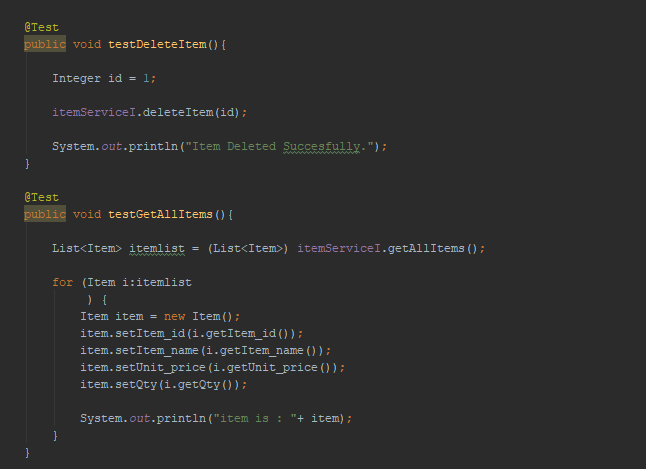 @Test
public void testDeleteItem(){
Integer id = 1;
itemServiceI.deleteItem(id);
System.out.println("Item Deleted Succesfully.");
}
@Test
public void testGetAllItems(){
List<Item> itemlist = (List<Item>) itemServiceI.getAllItems();
for (Item i:itemlist
) {
Item item = new Item();
item.setItem_id(i.getItem_id());
item.setItem_name(i.getItem_name());
item.setUnit_price(i.getUnit_price());
item.setQty(i.getQty());
System.out.println("item is : "+ item);
}
}